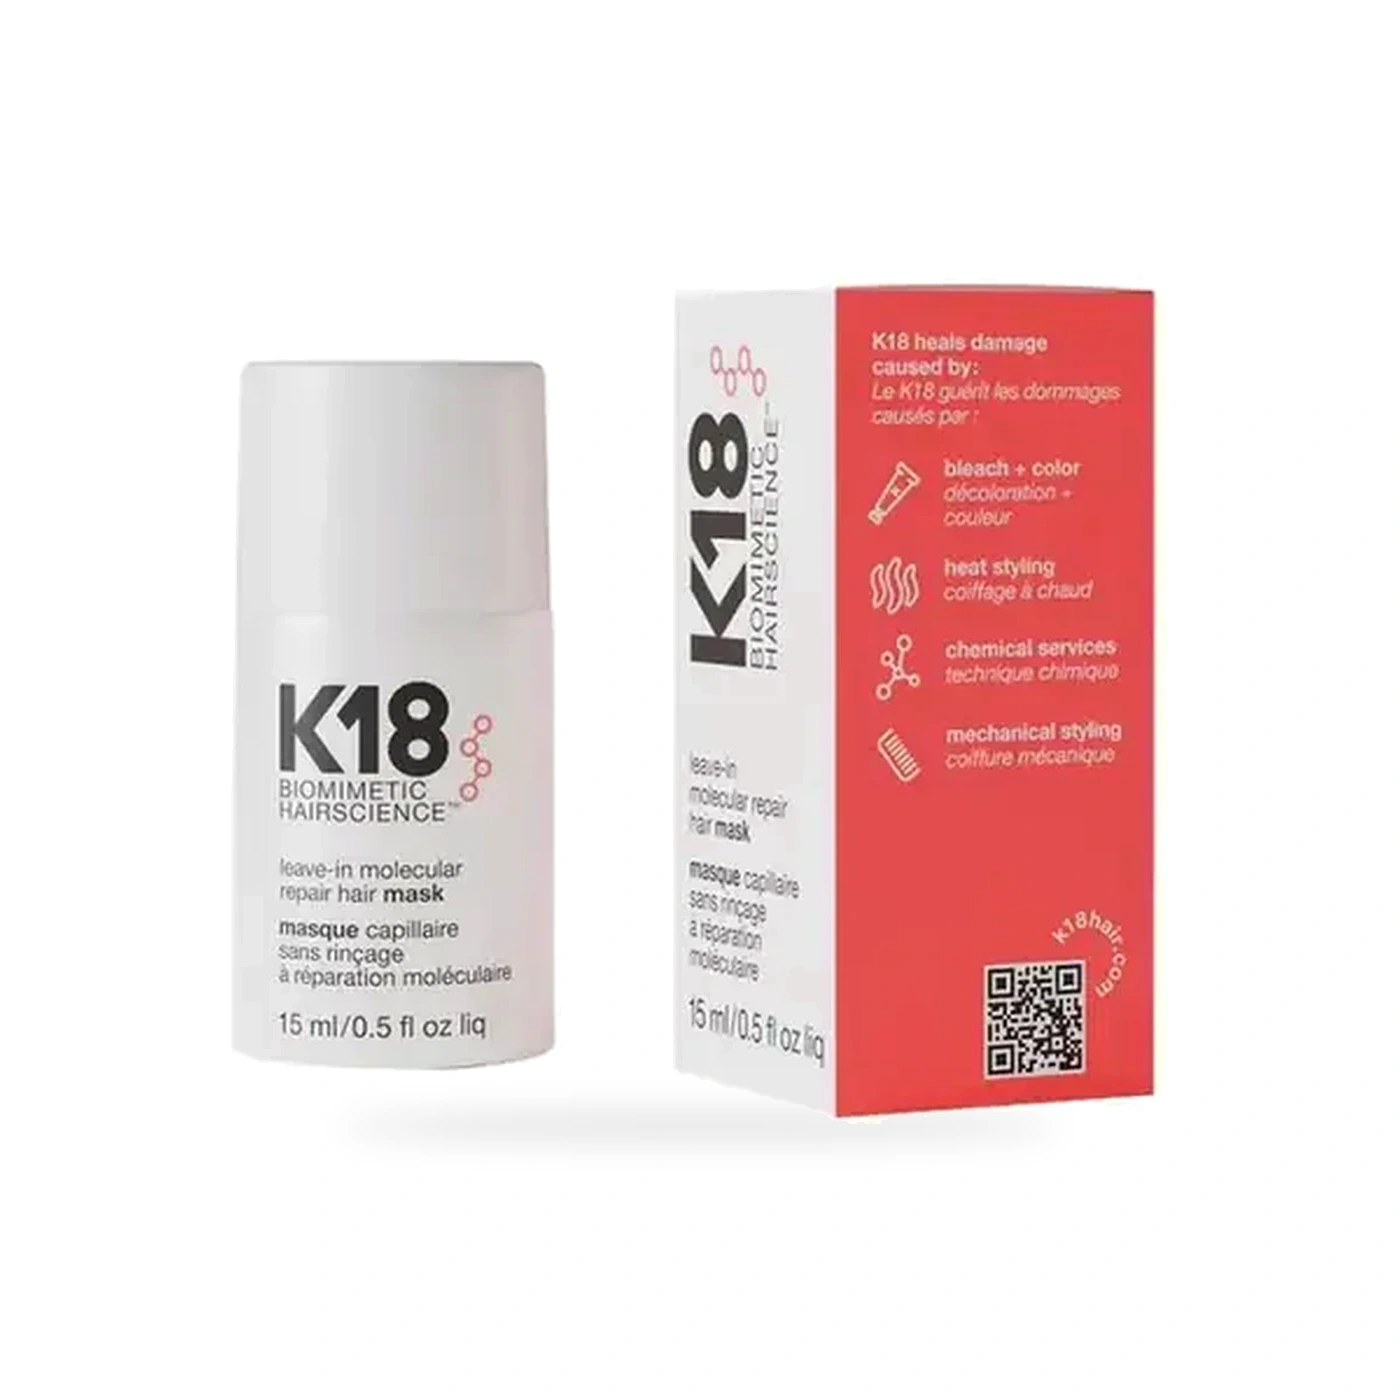 K18
BIOMIMETIC
HAIRSCIENCE™
leave-in molecular
repair hair mask
masque capillaire
sans rinçage
à réparation moléculaire
15 ml/0.5 fl oz liq
K18
BIOMIMETIC
HAIRSCIENCE™
leave-in
molecular repair
hair mask
masque capillaire
sans rinçage
à réparation
moléculaire
15 ml/0.5 fl oz liq
K18 heals damage
caused by:
Le K18 guérit les dommages
causés par :
bleach + color
décoloration +
couleur
heat styling
coiffage à chaud
chemical services
technique chimique
mechanical styling
coiffure mécanique
k18hair.com